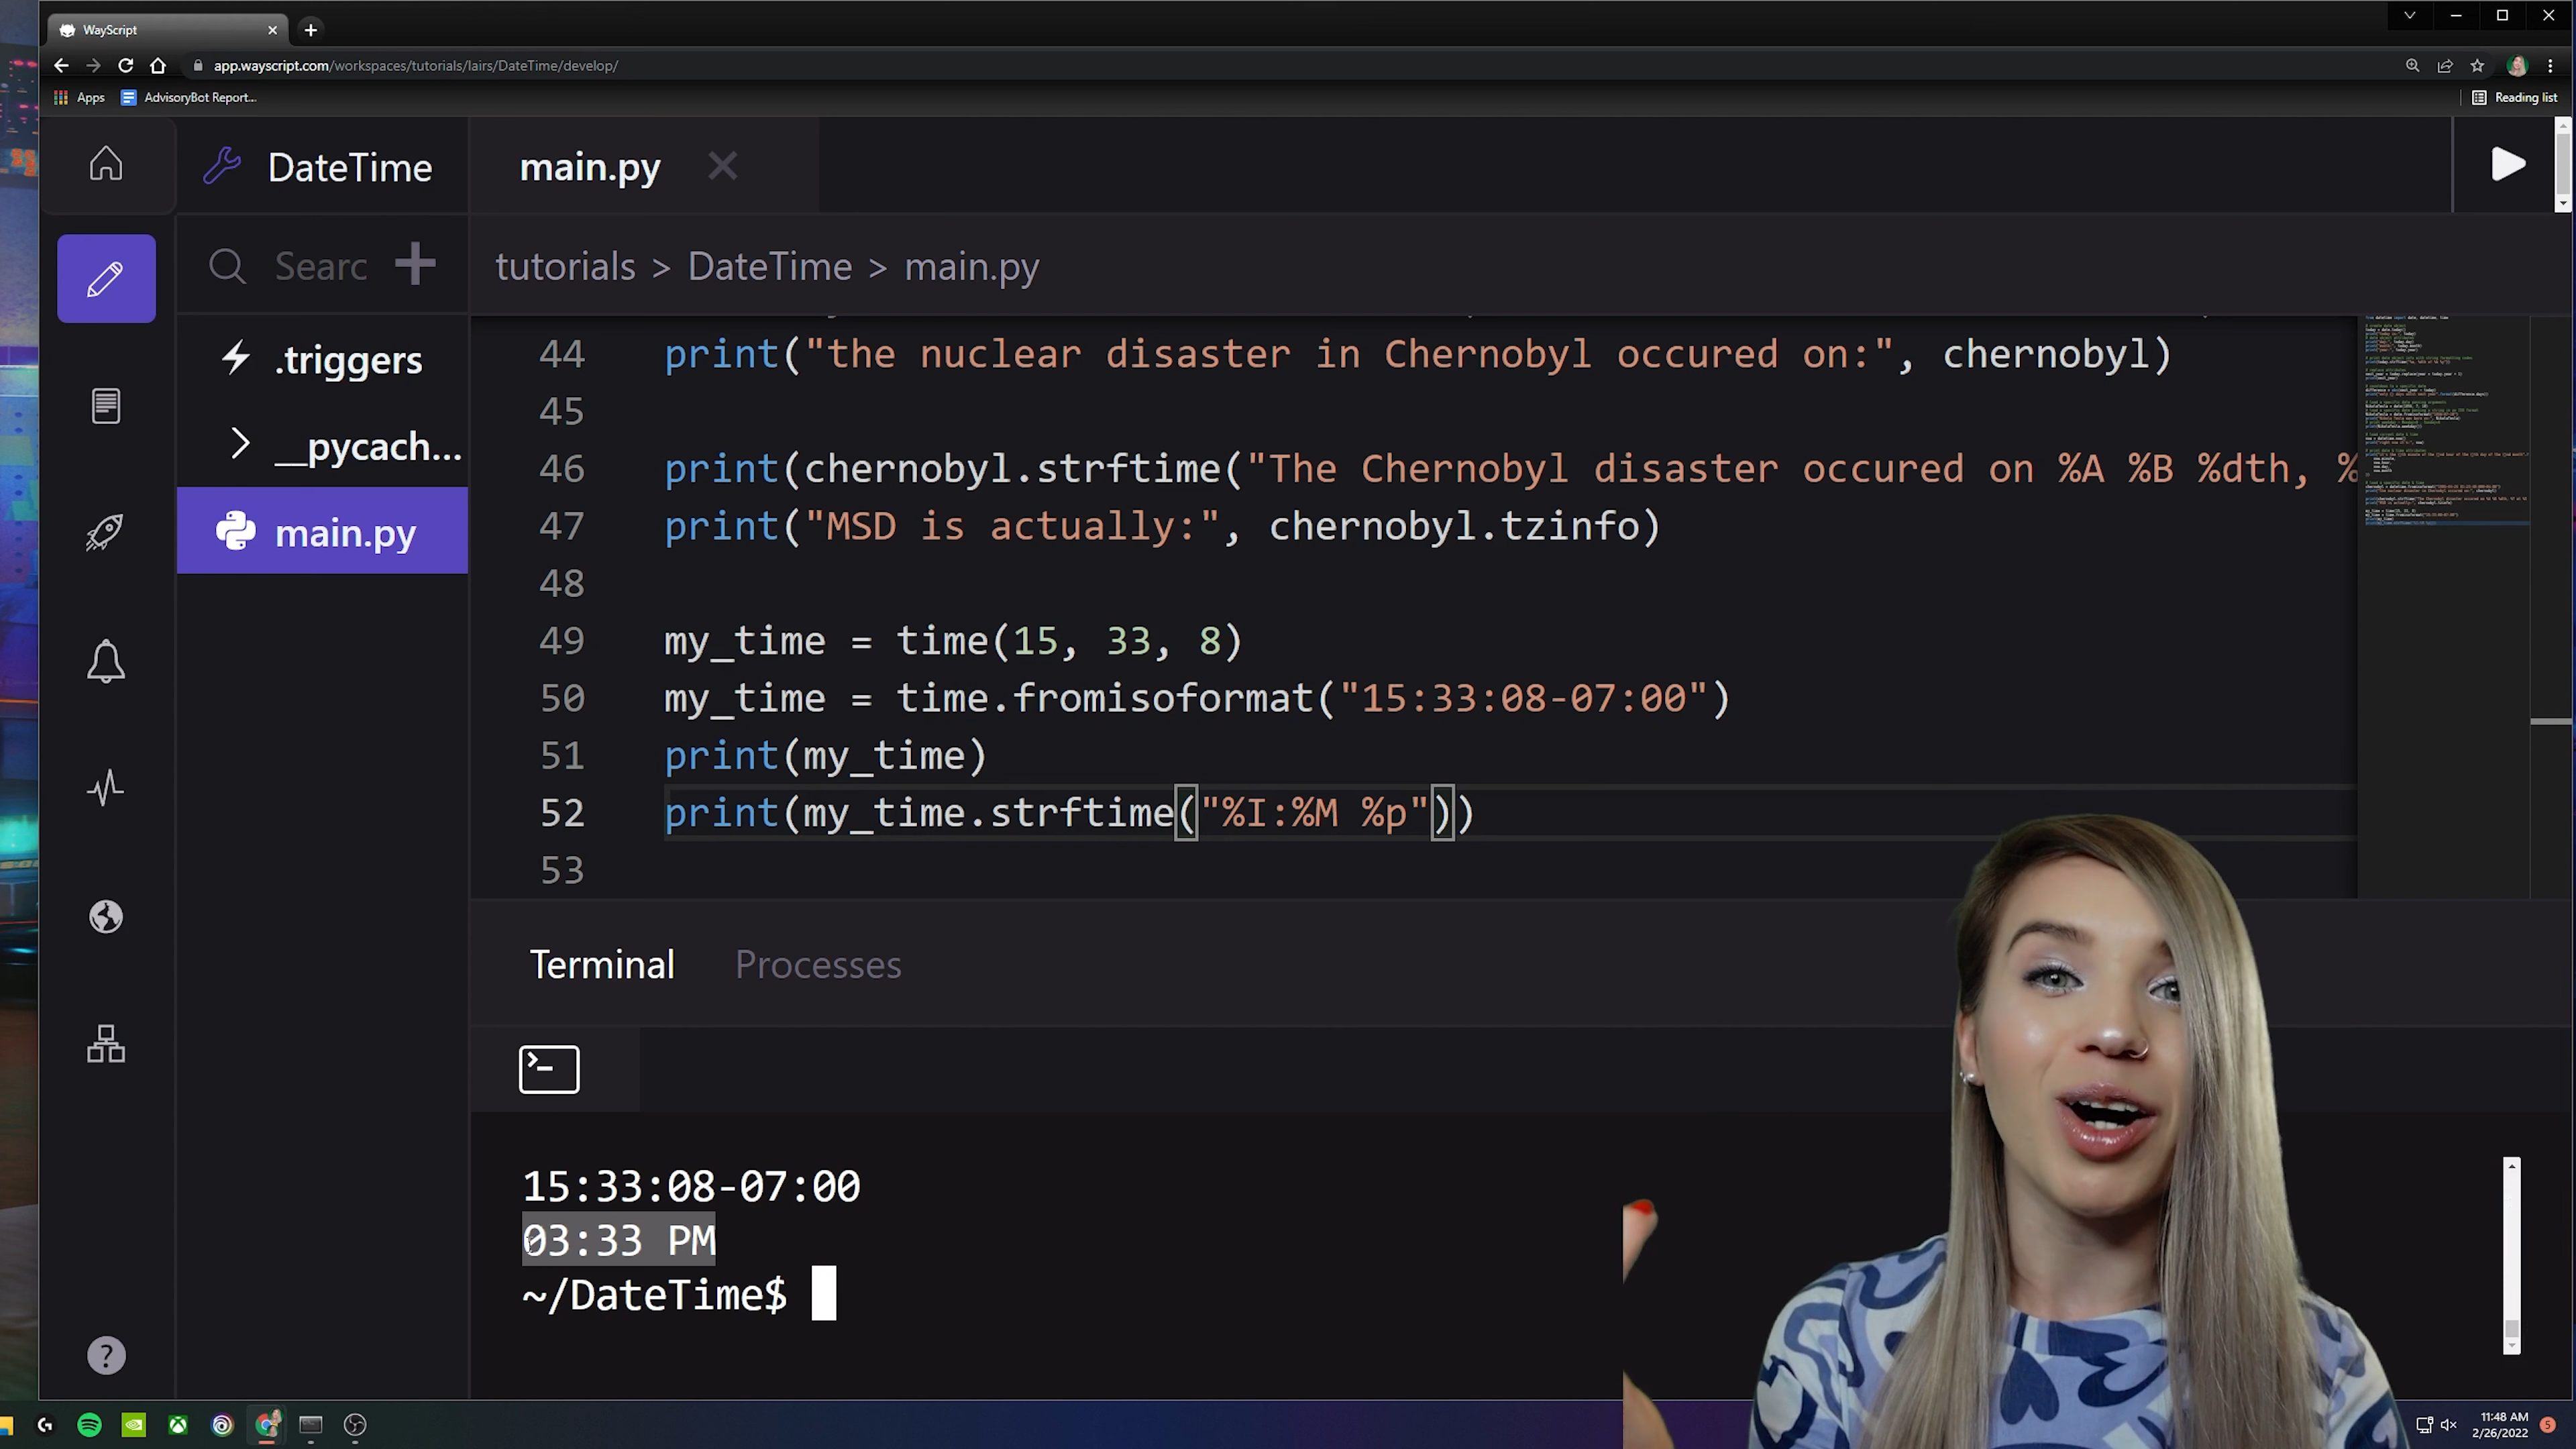 WayScript
app.wayscript.com/workspaces/tutorials/lairs/DateTime/develop/
Apps AdvisoryBot Report... Reading list
DateTime main.py
Searc tutorials > DateTime > main.py
.triggers
__pycach...
main.py
44 print("the nuclear disaster in Chernobyl occured on:", chernobyl)
45
46 print(chernobyl.strftime("The Chernobyl disaster occured on %A %B %dth, %
47 print("MSD is actually:", chernobyl.tzinfo)
48
49 my_time = time(15, 33, 8)
50 my_time = time.fromisoformat("15:33:08-07:00")
51 print(my_time)
52 print(my_time.strftime("%I:%M %p"))
53
Terminal Processes
15:33:08-07:00
03:33 PM
~/DateTime$
11:48 AM
2/26/2022
5